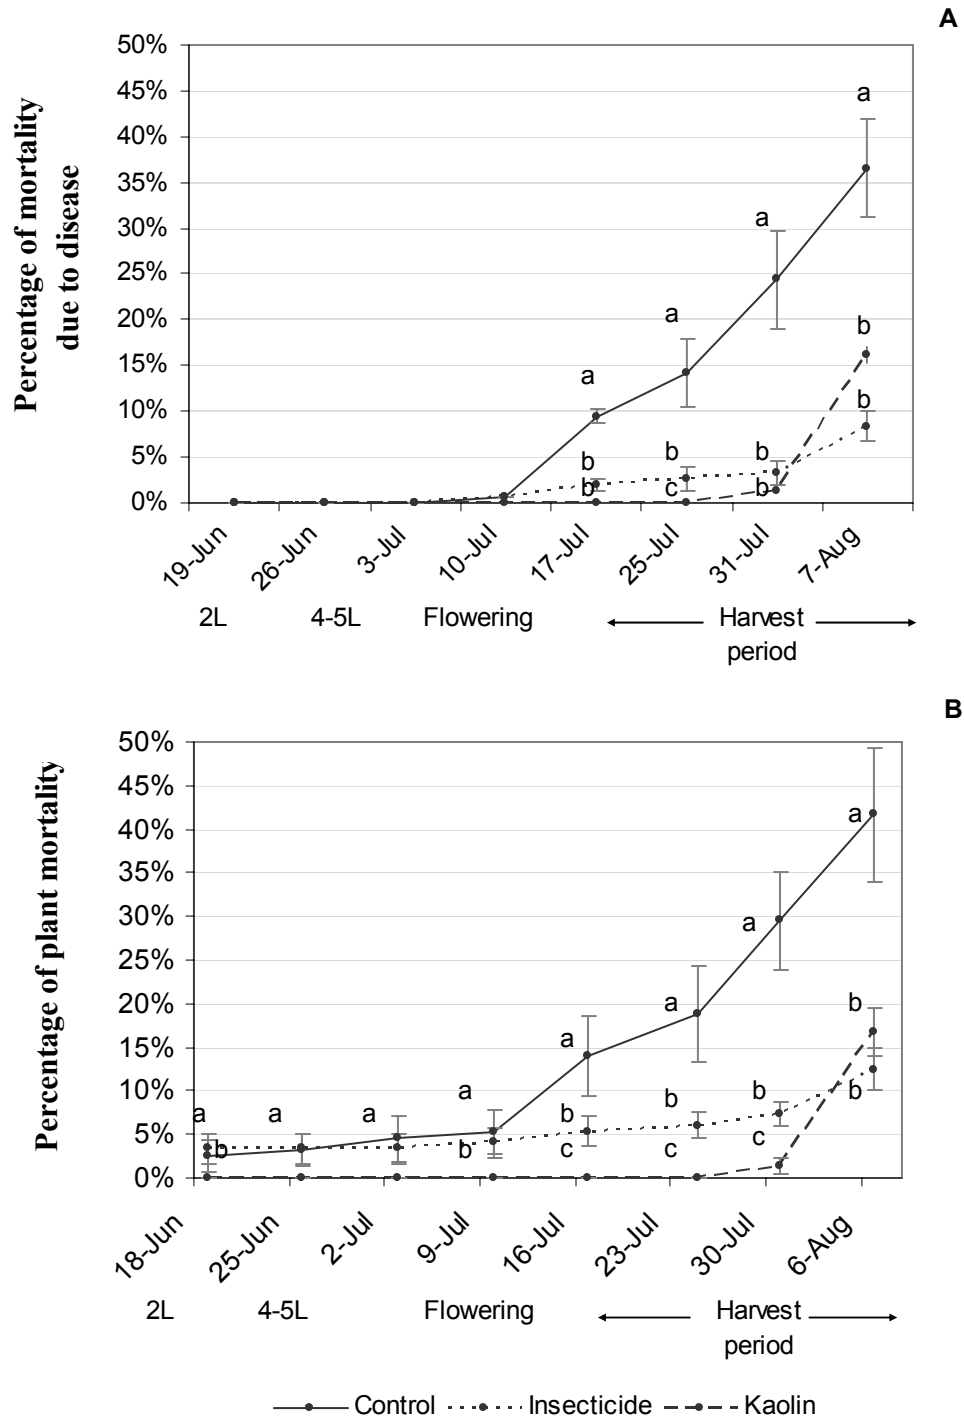 A
50%
45%
40%
35%
30%
25%
20%
15%
10%
5%
0%
Percentage of mortality
due to disease
a
a
a
a
b
b
b
b
b
b
c
b
19-Jun 26-Jun 3-Jul 10-Jul 17-Jul 25-Jul 31-Jul 7-Aug
2L 4-5L Flowering Harvest
period
B
50%
45%
40%
35%
30%
25%
20%
15%
10%
5%
0%
Percentage of plant mortality
a
a
a b
a
a b b b
a a a b
b b c c c
18-Jun 25-Jun 2-Jul 9-Jul 16-Jul 23-Jul 30-Jul 6-Aug
2L 4-5L Flowering Harvest
period
Control Insecticide Kaolin